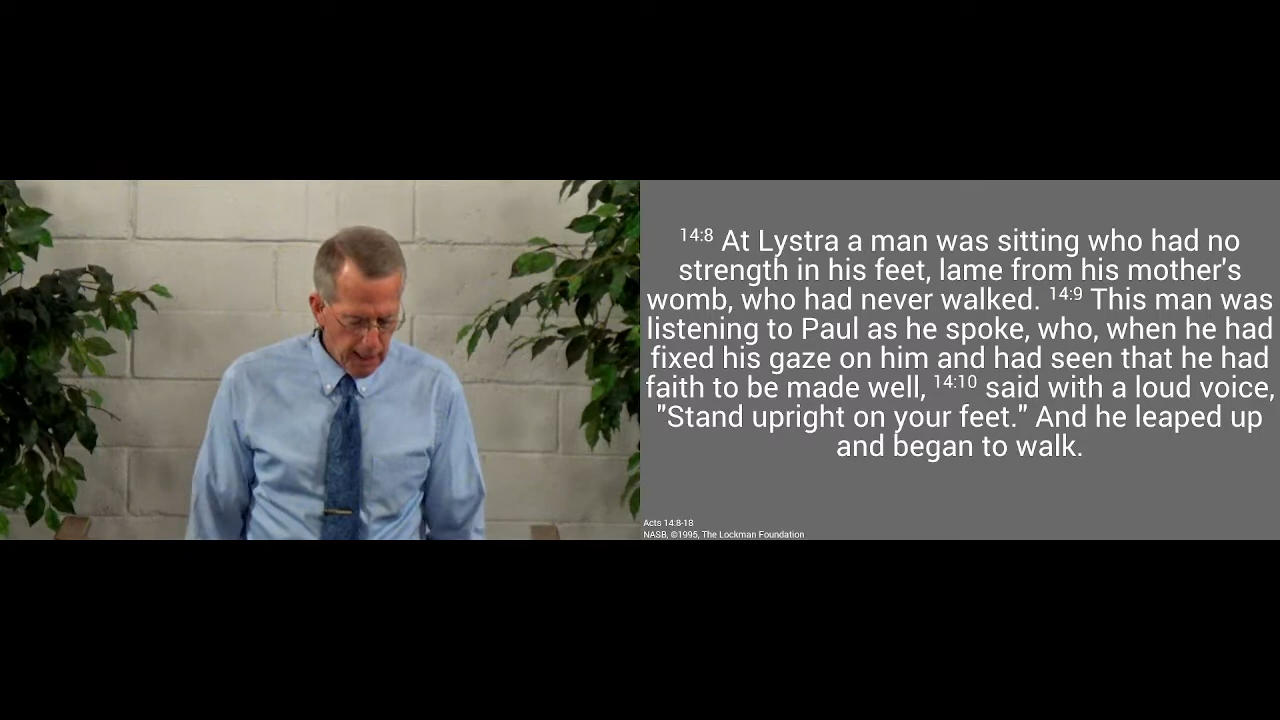 14:8 At Lystra a man was sitting who had no
strength in his feet, lame from his mother's
womb, who had never walked. 14:9 This man was
listening to Paul as he spoke, who, when he had
fixed his gaze on him and had seen that he had
faith to be made well, 14:10 said with a loud voice,
"Stand upright on your feet." And he leaped up
and began to walk.
Acts 14:8-18
NASB, ©1995, The Lockman Foundation